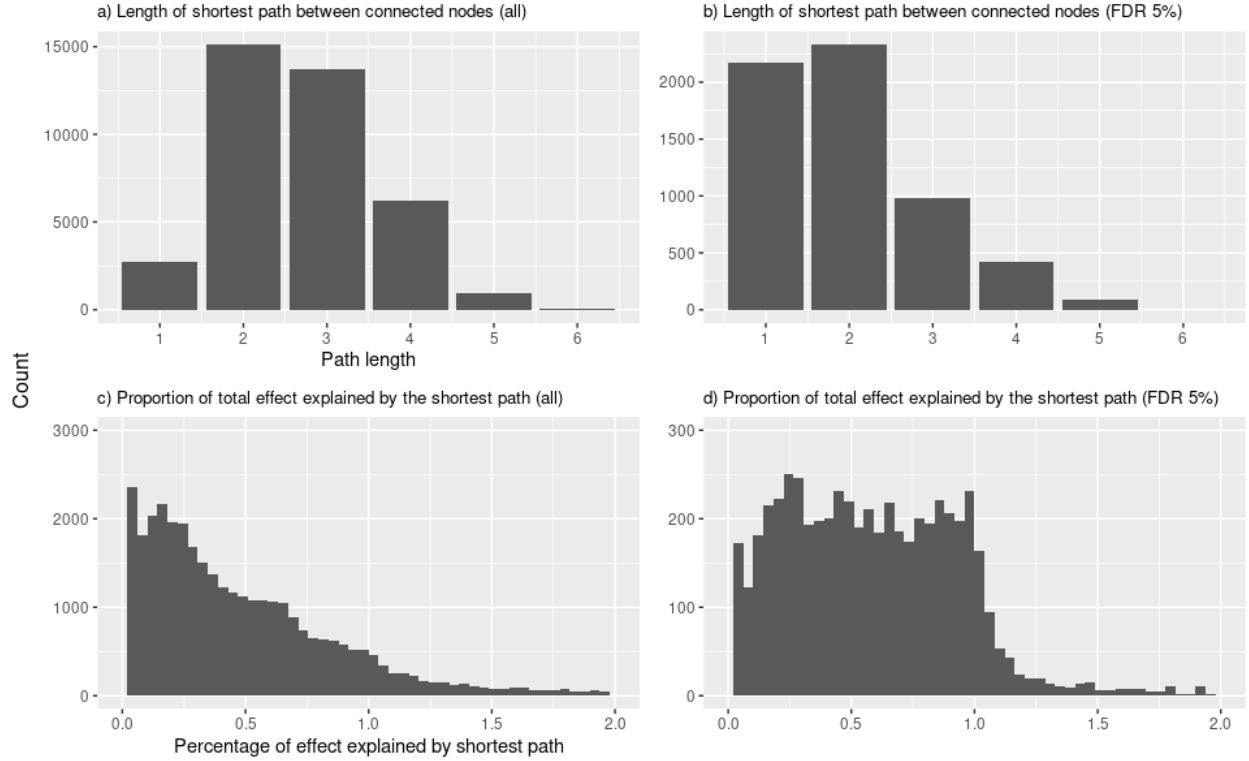 a) Length of shortest path between connected nodes (all)
15000
10000
5000
0
1 2 3 4 5 6
Path length
b) Length of shortest path between connected nodes (FDR 5%)
2000
1500
1000
500
0
1 2 3 4 5 6
Count
c) Proportion of total effect explained by the shortest path (all)
3000
2000
1000
0
0.0 0.5 1.0 1.5 2.0
Percentage of effect explained by shortest path
d) Proportion of total effect explained by the shortest path (FDR 5%)
300
200
100
0
0.0 0.5 1.0 1.5 2.0